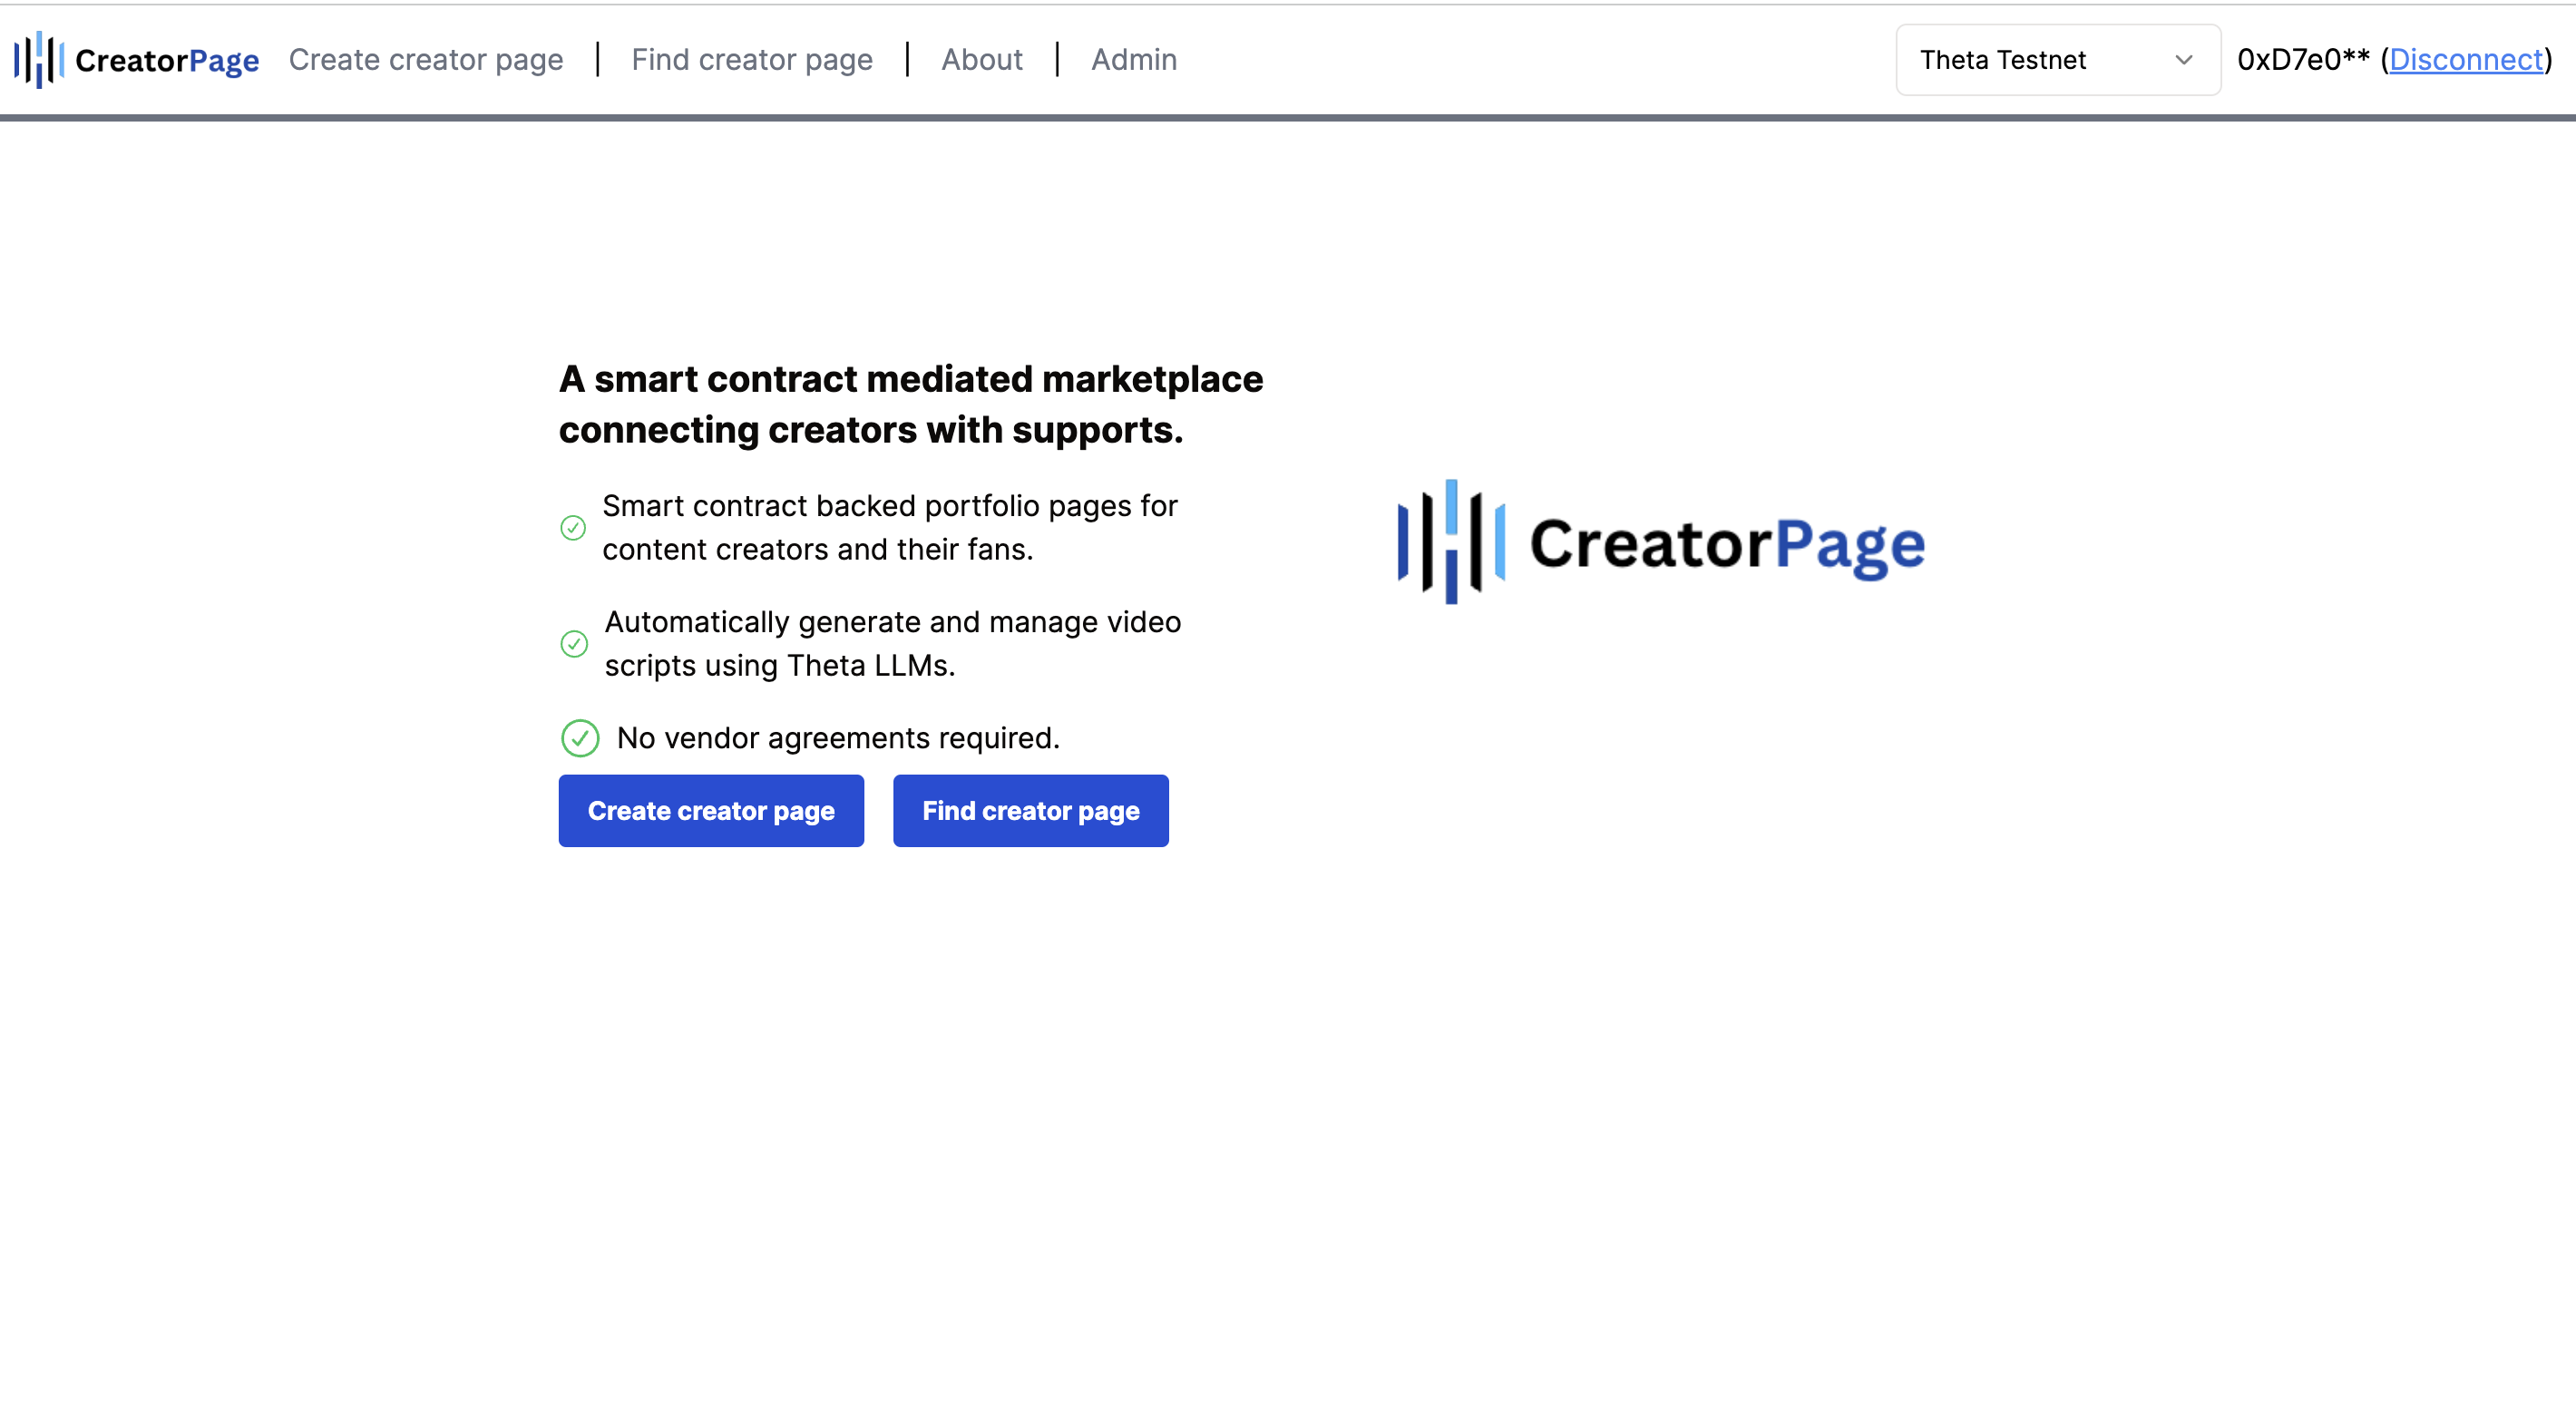 CreatorPage Create creator page | Find creator page | About | Admin Theta Testnet 0xD7e0** (Disconnect)
A smart contract mediated marketplace
connecting creators with supports.
Smart contract backed portfolio pages for
content creators and their fans.
CreatorPage
Automatically generate and manage video
scripts using Theta LLMs.
No vendor agreements required.
Create creator page Find creator page